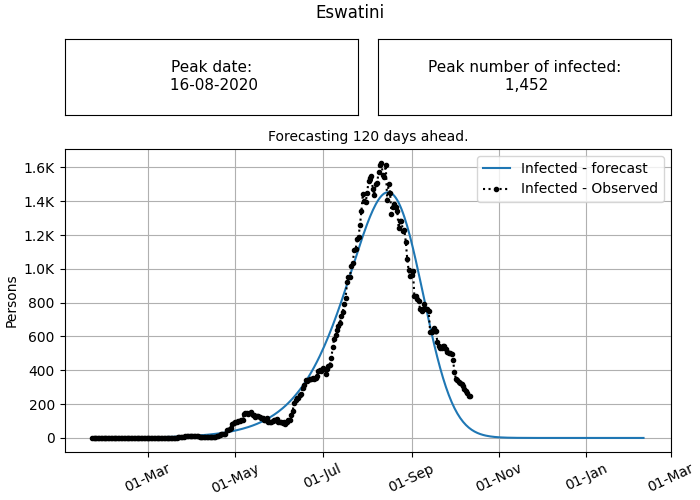 Eswatini
Peak date:
16-08-2020
Peak number of infected:
1,452
Forecasting 120 days ahead.
Infected - forecast
Infected - Observed
1.6K
1.4K
1.2K
1.0K
800
600
400
200
0
Persons
01-Mar
01-May
01-Jul
01-Sep
01-Nov
01-Jan
01-Mar